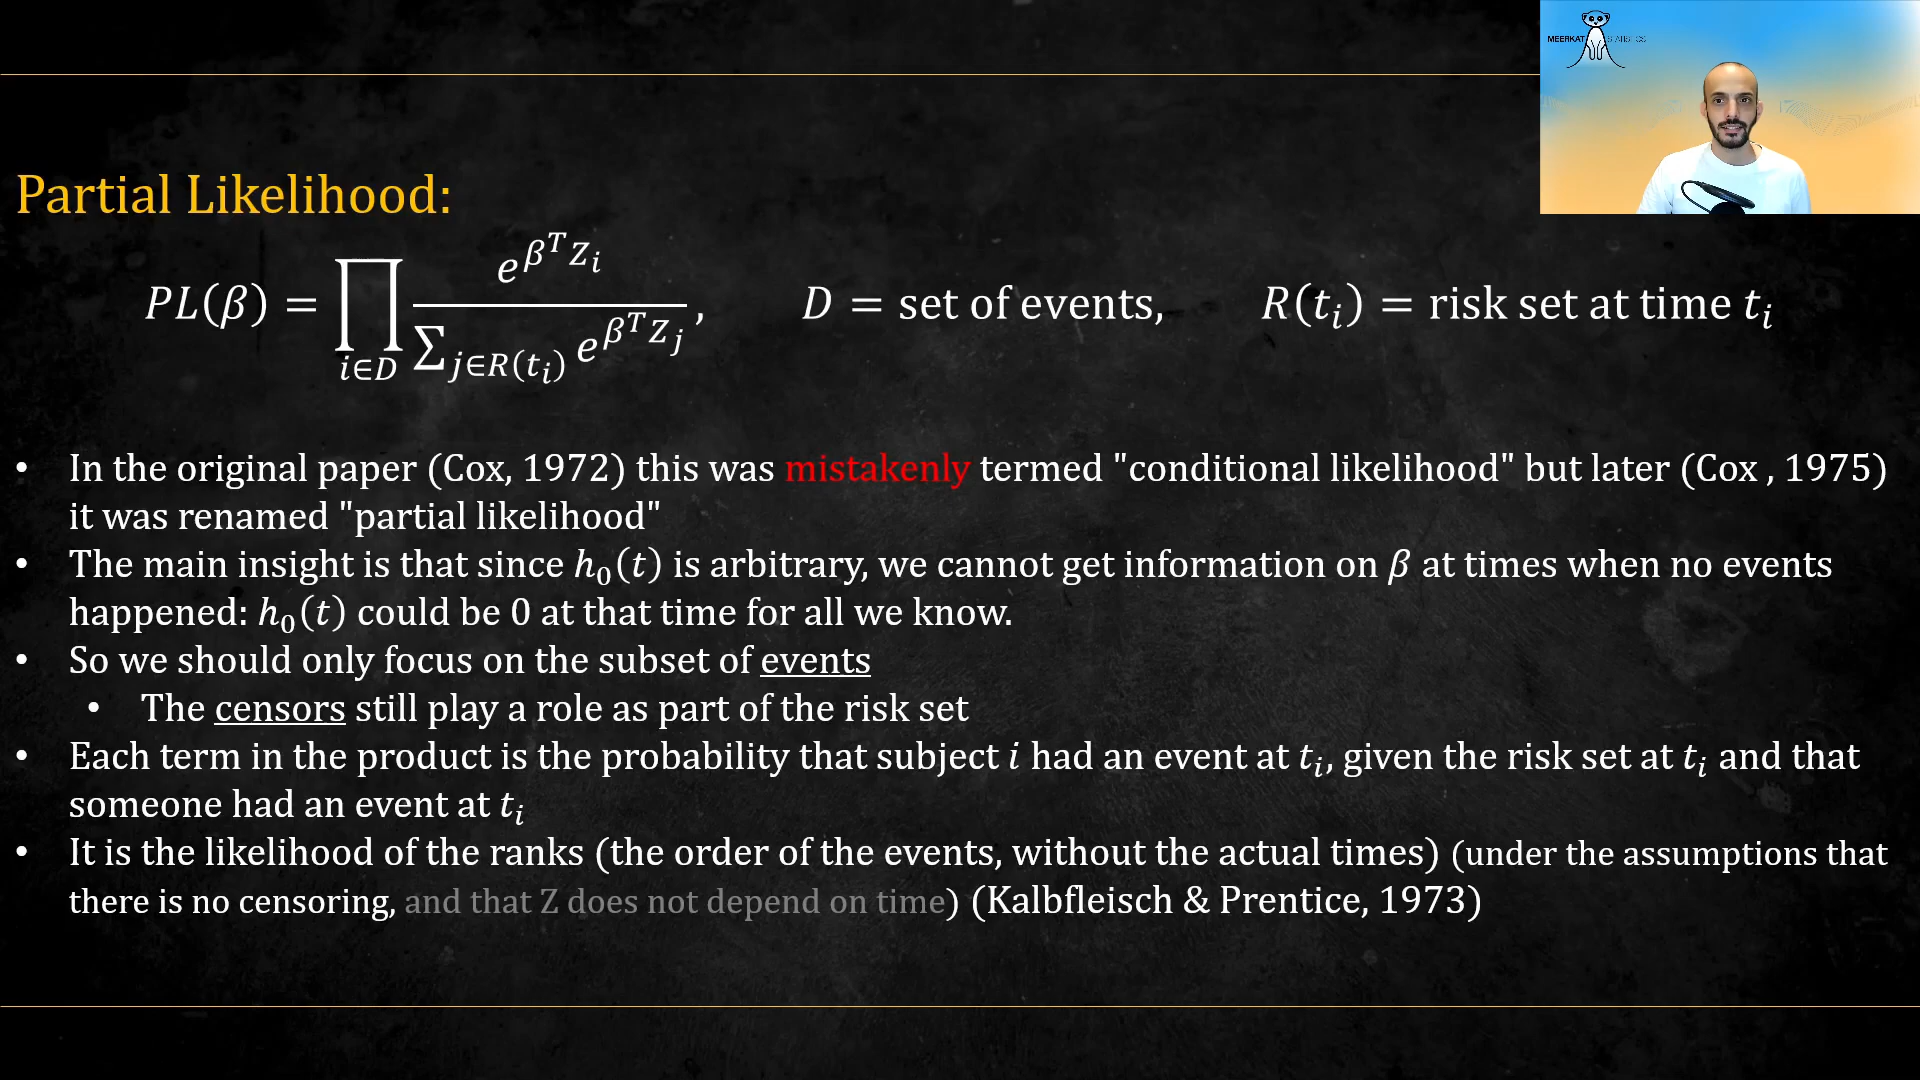 MEERKAT STATISTICS
Partial Likelihood:
PL(β) = ∏_{i∈D} e^{β^T Z_i} / ∑_{j∈R(t_i)} e^{β^T Z_j}, D = set of events, R(t_i) = risk set at time t_i
• In the original paper (Cox, 1972) this was mistakenly termed "conditional likelihood" but later (Cox , 1975)
it was renamed "partial likelihood"
• The main insight is that since h₀(t) is arbitrary, we cannot get information on β at times when no events
happened: h₀(t) could be 0 at that time for all we know.
• So we should only focus on the subset of events
• The censors still play a role as part of the risk set
• Each term in the product is the probability that subject i had an event at t_i, given the risk set at t_i and that
someone had an event at t_i
• It is the likelihood of the ranks (the order of the events, without the actual times) (under the assumptions that
there is no censoring, and that Z does not depend on time) (Kalbfleisch & Prentice, 1973)